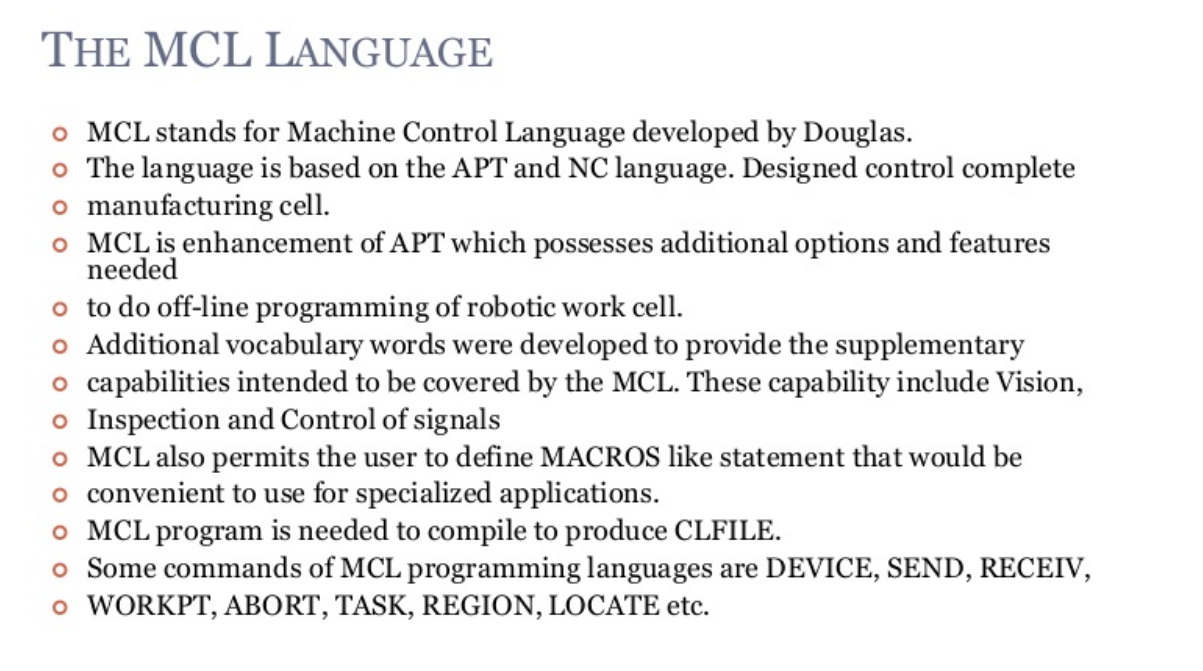 THE MCL LANGUAGE
MCL stands for Machine Control Language developed by Douglas.
The language is based on the APT and NC language. Designed control complete
manufacturing cell.
MCL is enhancement of APT which possesses additional options and features
needed
to do off-line programming of robotic work cell.
Additional vocabulary words were developed to provide the supplementary
capabilities intended to be covered by the MCL. These capability include Vision,
Inspection and Control of signals
MCL also permits the user to define MACROS like statement that would be
convenient to use for specialized applications.
MCL program is needed to compile to produce CLFILE.
Some commands of MCL programming languages are DEVICE, SEND, RECEIV,
WORKPT, ABORT, TASK, REGION, LOCATE etc.